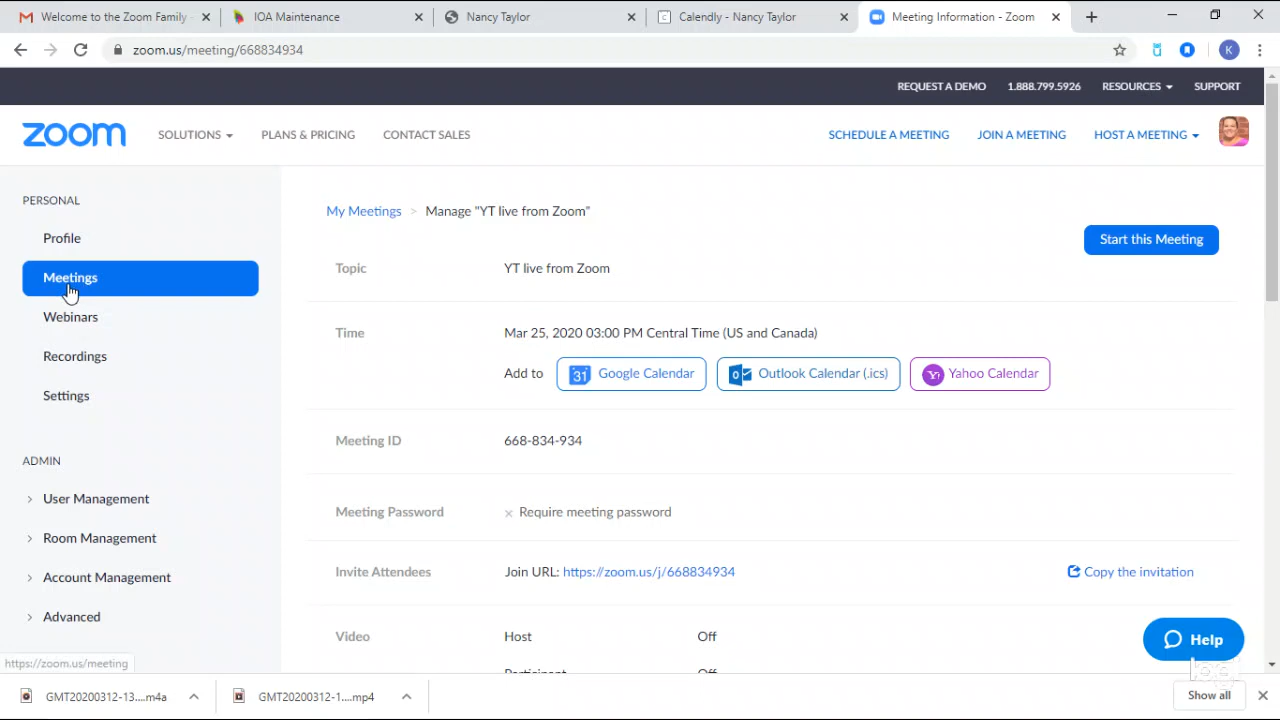 Welcome to the Zoom Family
IOA Maintenance
Nancy Taylor
Calendly - Nancy Taylor
Meeting Information - Zoom
zoom.us/meeting/668834934
K
REQUEST A DEMO
1.888.799.5926
RESOURCES
SUPPORT
zoom
SOLUTIONS
PLANS & PRICING
CONTACT SALES
SCHEDULE A MEETING
JOIN A MEETING
HOST A MEETING
PERSONAL
Profile
Meetings
Webinars
Recordings
Settings
ADMIN
User Management
Room Management
Account Management
Advanced
My Meetings > Manage "YT live from Zoom"
Start this Meeting
Topic
YT live from Zoom
Time
Mar 25, 2020 03:00 PM Central Time (US and Canada)
Add to
31 Google Calendar
Outlook Calendar (.ics)
Yahoo Calendar
Meeting ID
668-834-934
Meeting Password
× Require meeting password
Invite Attendees
Join URL: https://zoom.us/j/668834934
Copy the invitation
Video
Host
Off
Participant
Off
Help
https://zoom.us/meeting
GMT20200312-13....m4a
GMT20200312-1....mp4
Show all